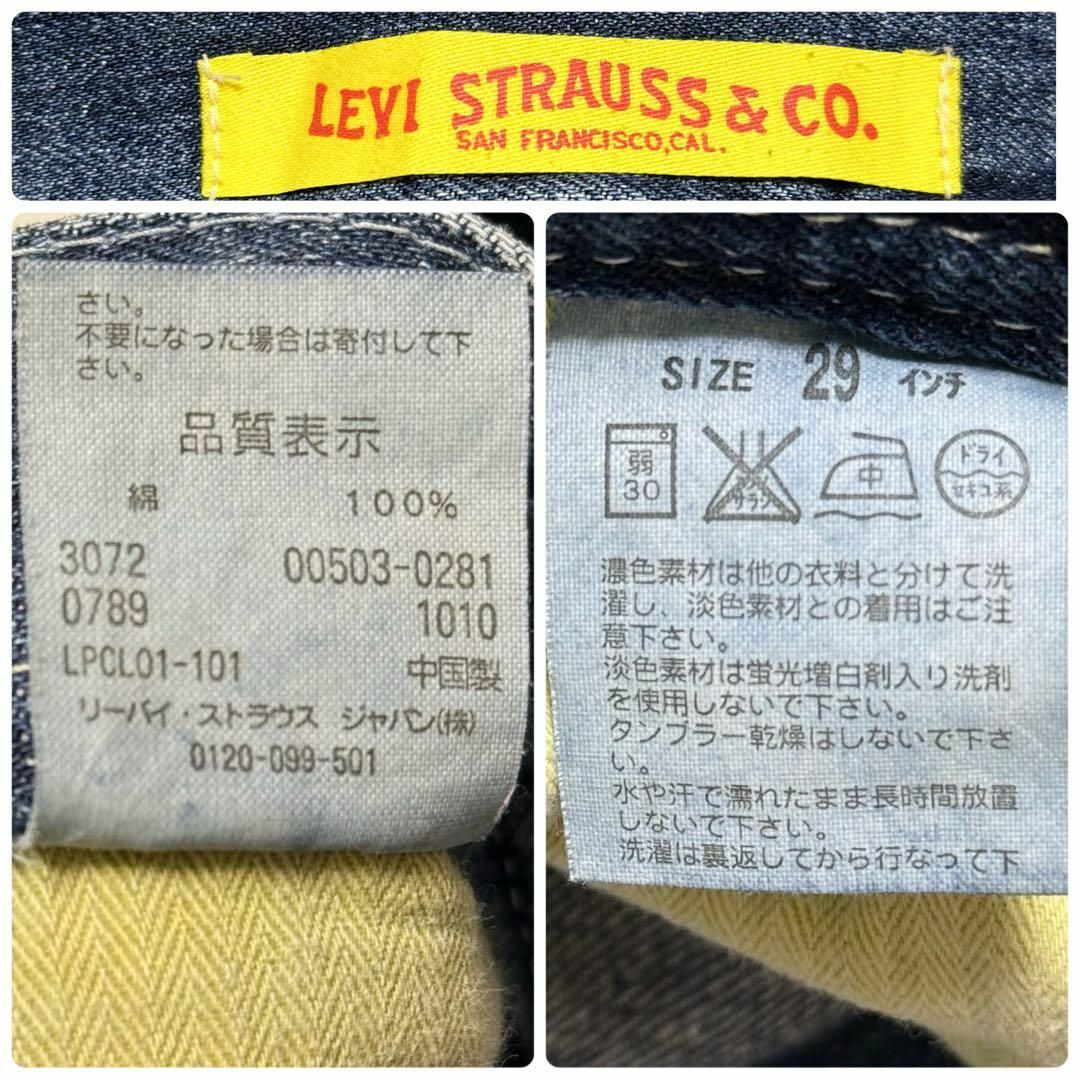 LEVI STRAUSS & CO.
SAN FRANCISCO, CAL.
さい。
不要になった場合は寄付して下
さい。
品質表示
綿 100%
3072 00503-0281
0789 1010
LPCL01-101 中国製
リーバイ・ストラウス ジャパン(株)
0120-099-501
SIZE 29 インチ
弱
30
サラシ
中
ドライ
セキユ系
濃色素材は他の衣料と分けて洗
濯し、淡色素材との着用はご注
意下さい。
淡色素材は蛍光増白剤入り洗剤
を使用しないで下さい。
タンブラー乾燥はしないで下さ
い。
水や汗で濡れたまま長時間放置
しないで下さい。
洗濯は裏返してから行なって下